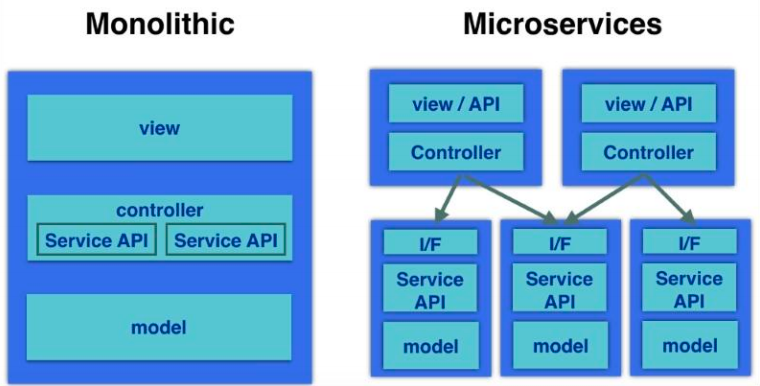 Monolithic
view
controller
Service API Service API
model
Microservices
view / API
Controller
view / API
Controller
I/F
Service
API
model
I/F
Service
API
model
I/F
Service
API
model